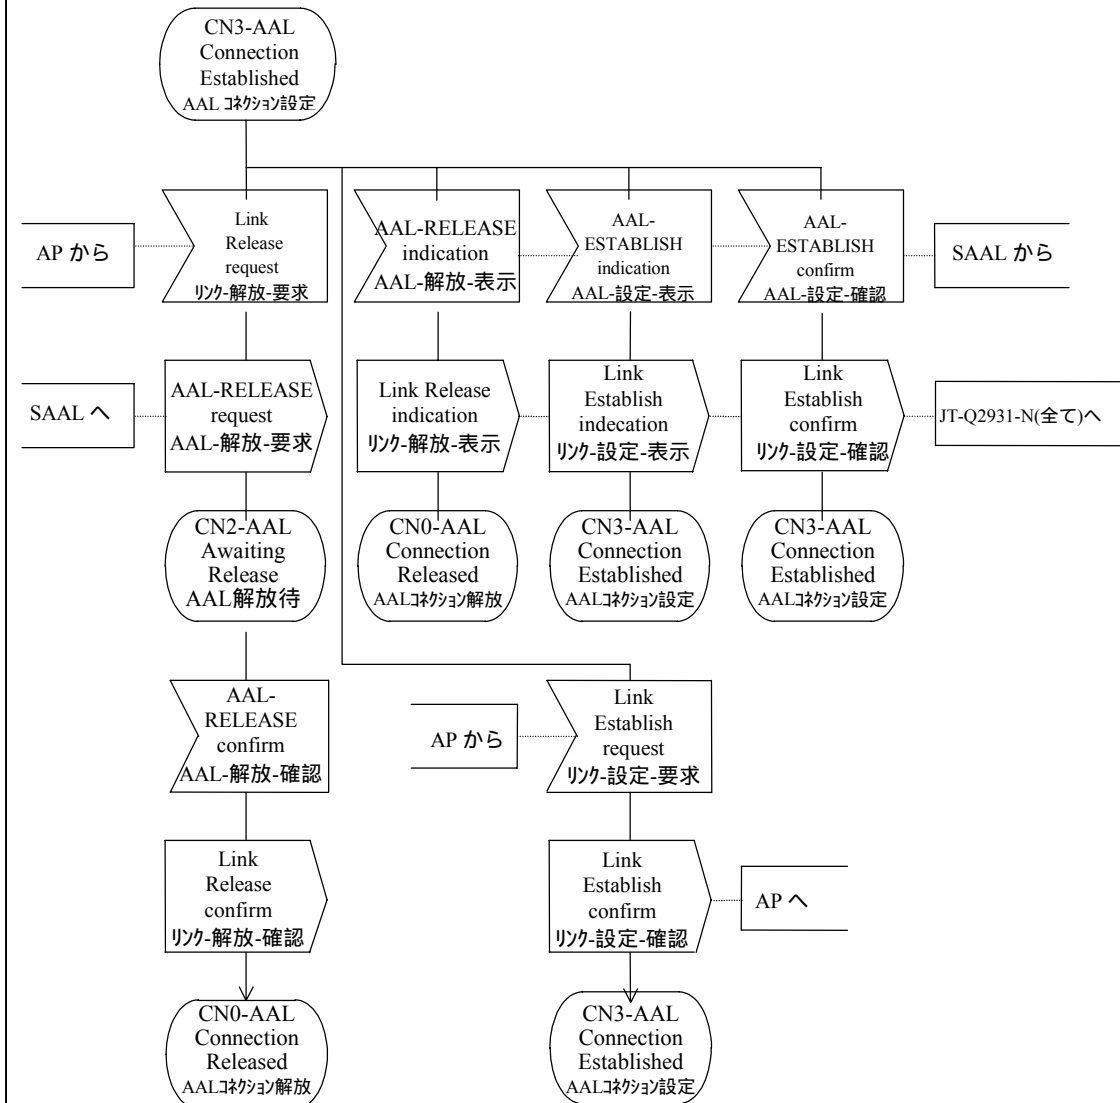 CN3-AAL
Connection
Established
AAL ｺﾈｸｼｮﾝ設定
AP から
Link
Release
request
ﾘﾝｸ-解放-要求
AAL-RELEASE
indication
AAL-解放-表示
AAL-
ESTABLISH
indication
AAL-設定-表示
AAL-
ESTABLISH
confirm
AAL-設定-確認
SAAL から
SAAL へ
AAL-RELEASE
request
AAL-解放-要求
Link Release
indication
ﾘﾝｸ-解放-表示
Link
Establish
indecation
ﾘﾝｸ-設定-表示
Link
Establish
confirm
ﾘﾝｸ-設定-確認
JT-Q2931-N(全て)へ
CN2-AAL
Awaiting
Release
AAL解放待
CN0-AAL
Connection
Released
AALｺﾈｸｼｮﾝ解放
CN3-AAL
Connection
Established
AALｺﾈｸｼｮﾝ設定
CN3-AAL
Connection
Established
AALｺﾈｸｼｮﾝ設定
AAL-
RELEASE
confirm
AAL-解放-確認
AP から
Link
Establish
request
ﾘﾝｸ-設定-要求
Link
Release
confirm
ﾘﾝｸ-解放-確認
Link
Establish
confirm
ﾘﾝｸ-設定-確認
AP へ
CN0-AAL
Connection
Released
AALｺﾈｸｼｮﾝ解放
CN3-AAL
Connection
Established
AALｺﾈｸｼｮﾝ設定